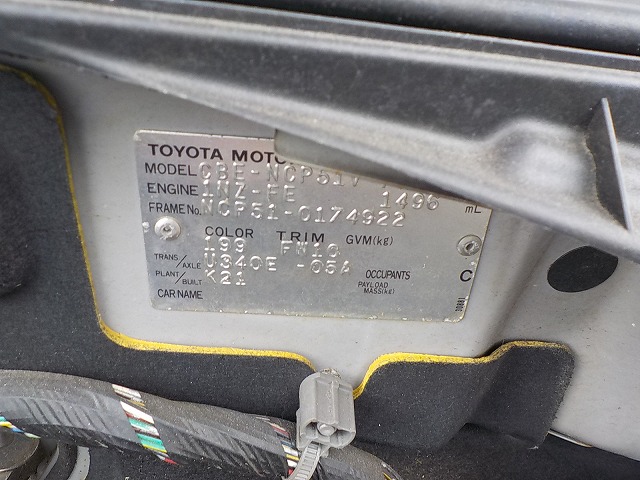 TOYOTA MOTO
MODEL CBE-NCP51V
ENGINE 1NZ-FE 1496 mL
FRAME No. NCP51-0174922
COLOR TRIM GVM(kg)
199 FN10
TRANS/AXLE U340E -05A OCCUPANTS C
PLANT/BUILT K21 PAYLOAD MASS(kg)
CAR NAME